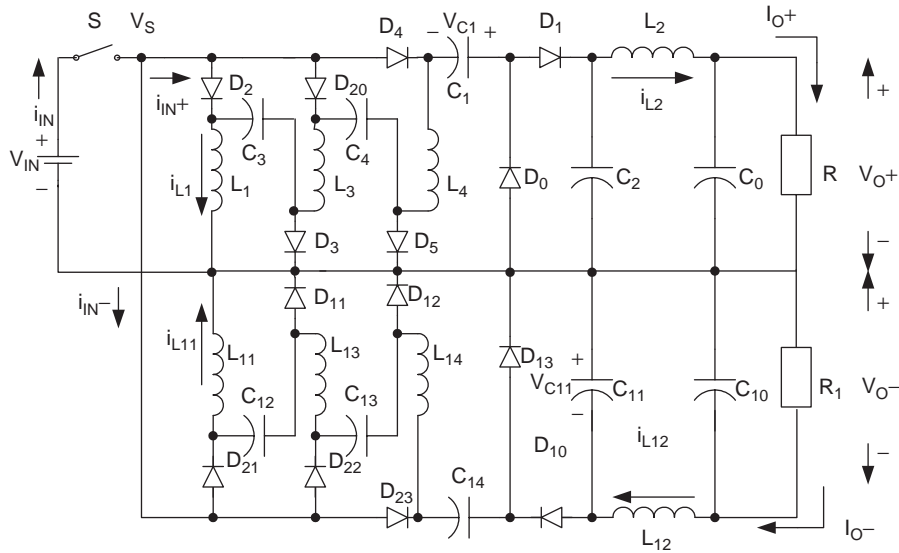 S V_S D_4 − V_C1 + D_1 L_2 I_O+
i_IN i_IN+ D_2 D_20 C_1 i_L2 +
+ V_IN − C_3 C_4
i_L1 L_1 L_3 L_4 D_0 C_2 C_0 R V_O+
D_3 D_5 −
i_IN− D_11 D_12 +
i_L11 L_11 L_13 L_14 D_13 +
C_12 C_13 V_C11 C_11 C_10 R_1 V_O−
−
D_21 D_22 D_10 i_L12 −
D_23 C_14
L_12 I_O−